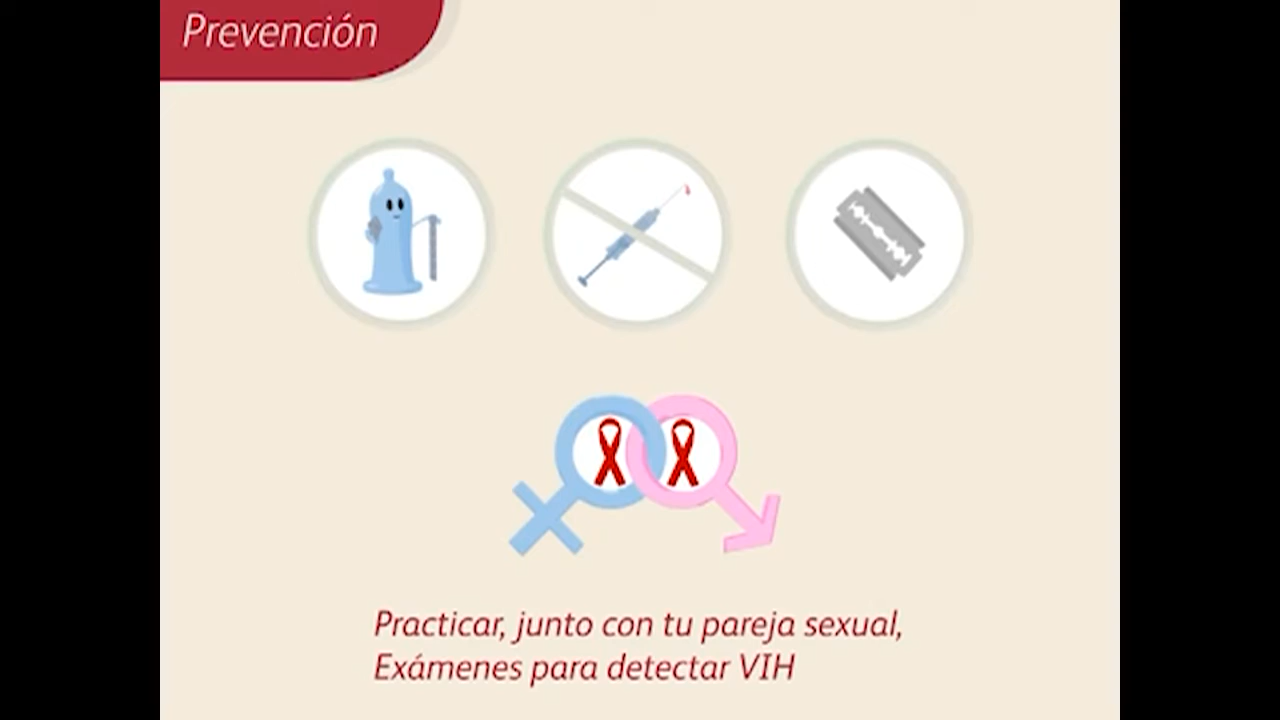 Prevención
Practicar, junto con tu pareja sexual,
Exámenes para detectar VIH